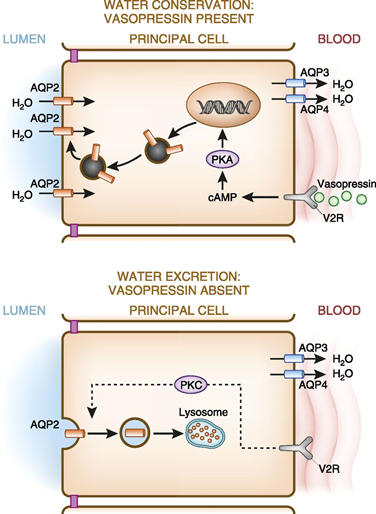 WATER CONSERVATION:
VASOPRESSIN PRESENT
LUMEN
PRINCIPAL CELL
BLOOD
AQP2
H₂O
AQP2
H₂O
AQP2
H₂O
PKA
cAMP
AQP3
H₂O
H₂O
AQP4
Vasopressin
V2R
WATER EXCRETION:
VASOPRESSIN ABSENT
LUMEN
PRINCIPAL CELL
BLOOD
AQP3
H₂O
H₂O
AQP4
PKC
AQP2
Lysosome
V2R